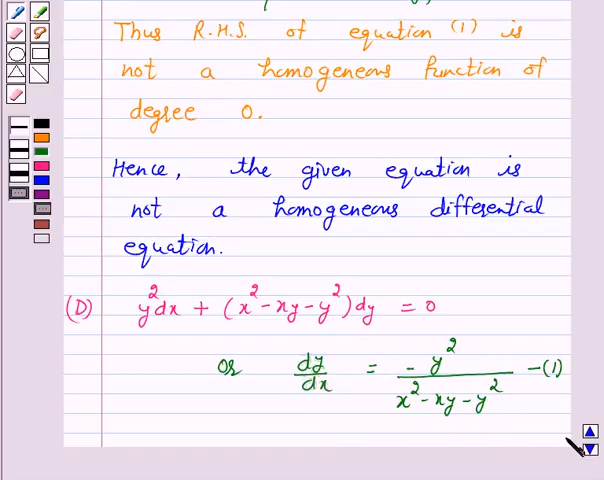 Thus R.H.S. of equation (1) is
not a homogeneous function of
degree 0.
Hence, the given equation is
not a homogeneous differential
equation.
(D) y²dx + (x² - xy - y²)dy = 0
or dy/dx = -y²/(x² - xy - y²) -(1)